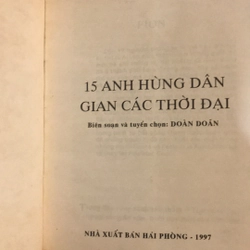 15 ANH HÙNG DÂN
GIAN CÁC THỜI ĐẠI
Biên soạn và tuyển chọn: DOÀN DOÃN
NHÀ XUẤT BẢN HẢI PHÒNG - 1997